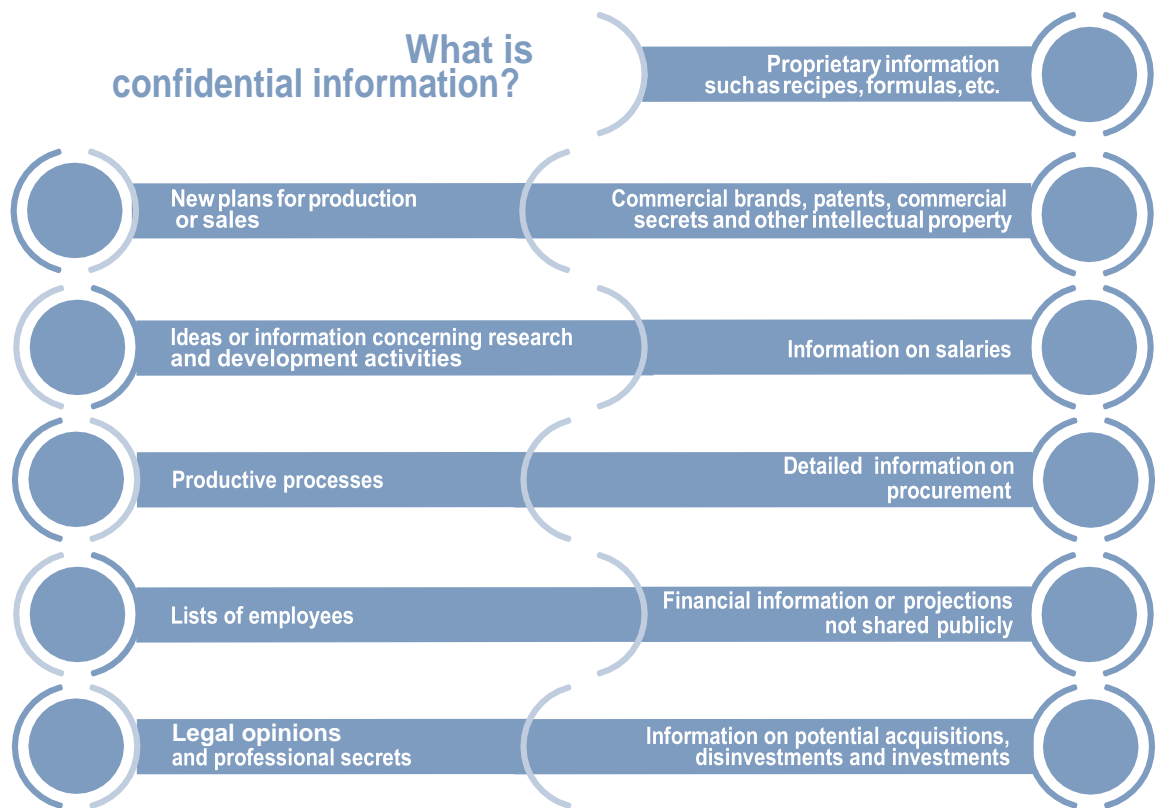 What is
confidential information?
Proprietary information
such as recipes, formulas, etc.
New plans for production
or sales
Commercial brands, patents, commercial
secrets and other intellectual property
Ideas or information concerning research
and development activities
Information on salaries
Productive processes
Detailed information on
procurement
Lists of employees
Financial information or projections
not shared publicly
Legal opinions
and professional secrets
Information on potential acquisitions,
disinvestments and investments